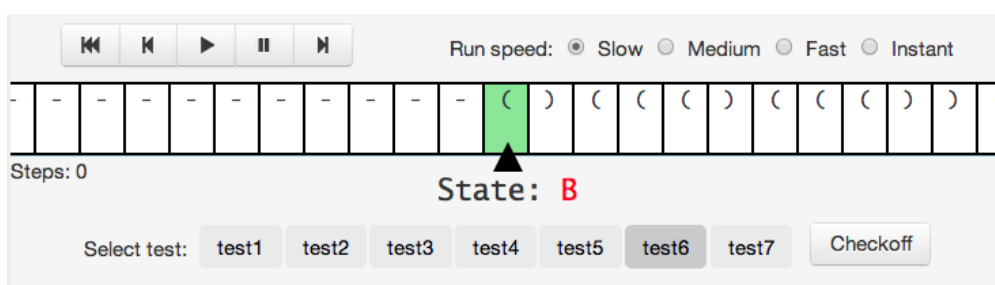 Run speed: Slow Medium Fast Instant
- - - - - - - - - - - ( ) ( ( ( ) ( ( ( ) )
Steps: 0
State: B
Select test: test1 test2 test3 test4 test5 test6 test7 Checkoff